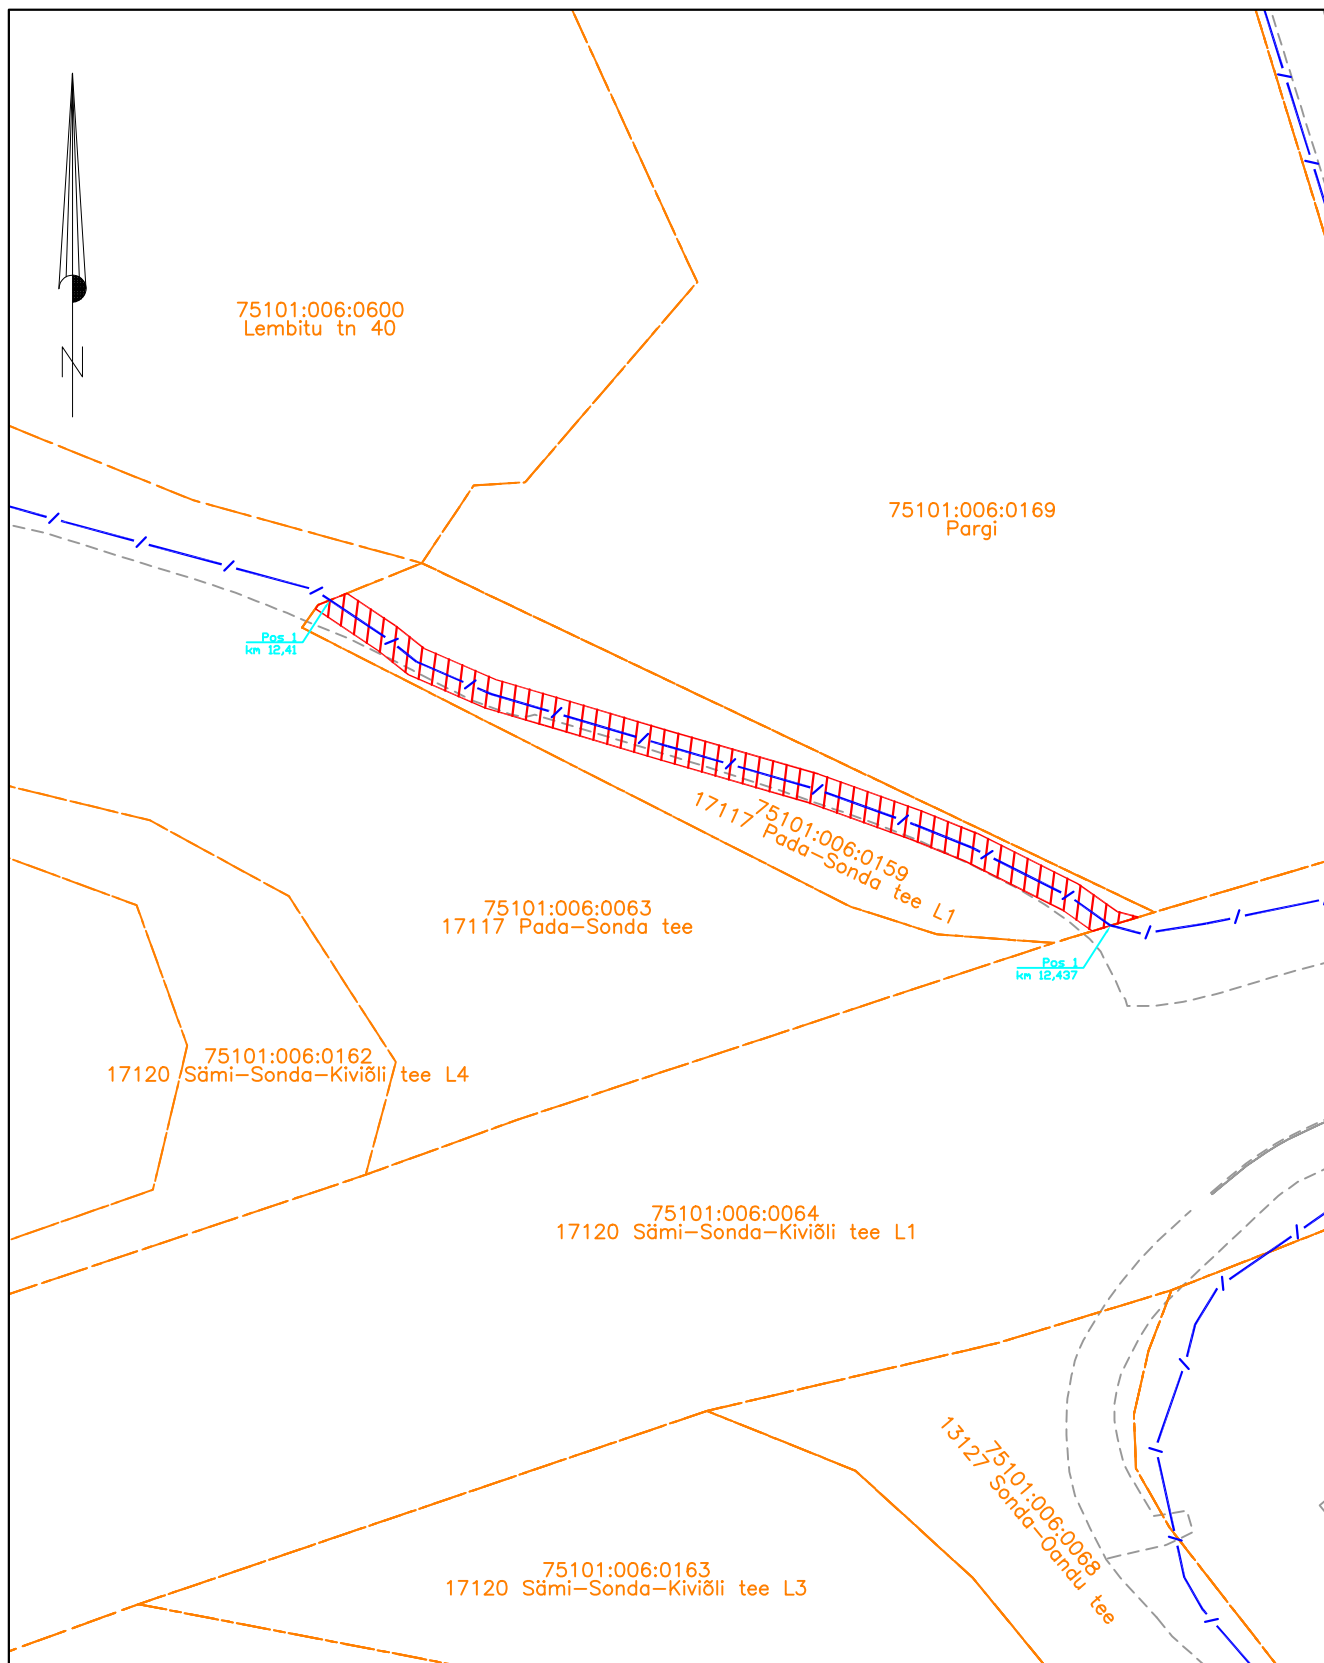 75101:006:0600
Lembitu tn 40
N
75101:006:0169
Pargi
Pos 1
km 12,41
75101:006:0159
17117 Pada-Sonda tee L1
75101:006:0063
17117 Pada-Sonda tee
Pos 1
km 12,437
75101:006:0162
17120 Sämi-Sonda-Kiviõli tee L4
75101:006:0064
17120 Sämi-Sonda-Kiviõli tee L1
75101:006:0068
13127 Sonda-Oandu tee
75101:006:0163
17120 Sämi-Sonda-Kiviõli tee L3